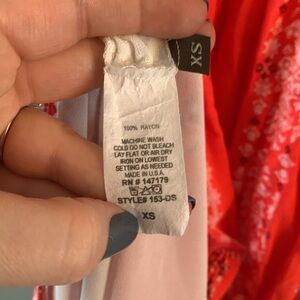 XS
100% RAYON
MACHINE WASH
COLD DO NOT BLEACH
LAY FLAT OR AIR DRY
IRON ON LOWEST
SETTING AS NEEDED
MADE IN U.S.A.
RN # 147179
STYLE# 153-DS
XS